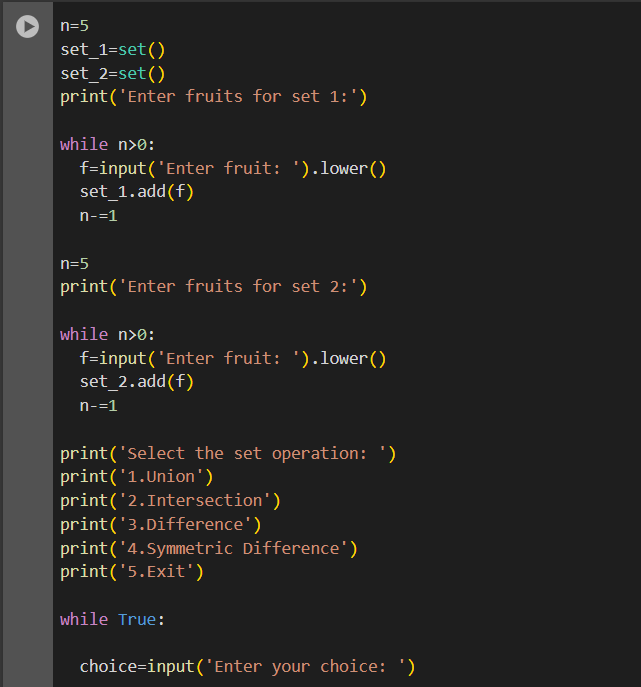 n=5
set_1=set()
set_2=set()
print('Enter fruits for set 1:')
while n>0:
  f=input('Enter fruit: ').lower()
  set_1.add(f)
  n-=1
n=5
print('Enter fruits for set 2:')
while n>0:
  f=input('Enter fruit: ').lower()
  set_2.add(f)
  n-=1
print('Select the set operation: ')
print('1.Union')
print('2.Intersection')
print('3.Difference')
print('4.Symmetric Difference')
print('5.Exit')
while True:
  choice=input('Enter your choice: ')